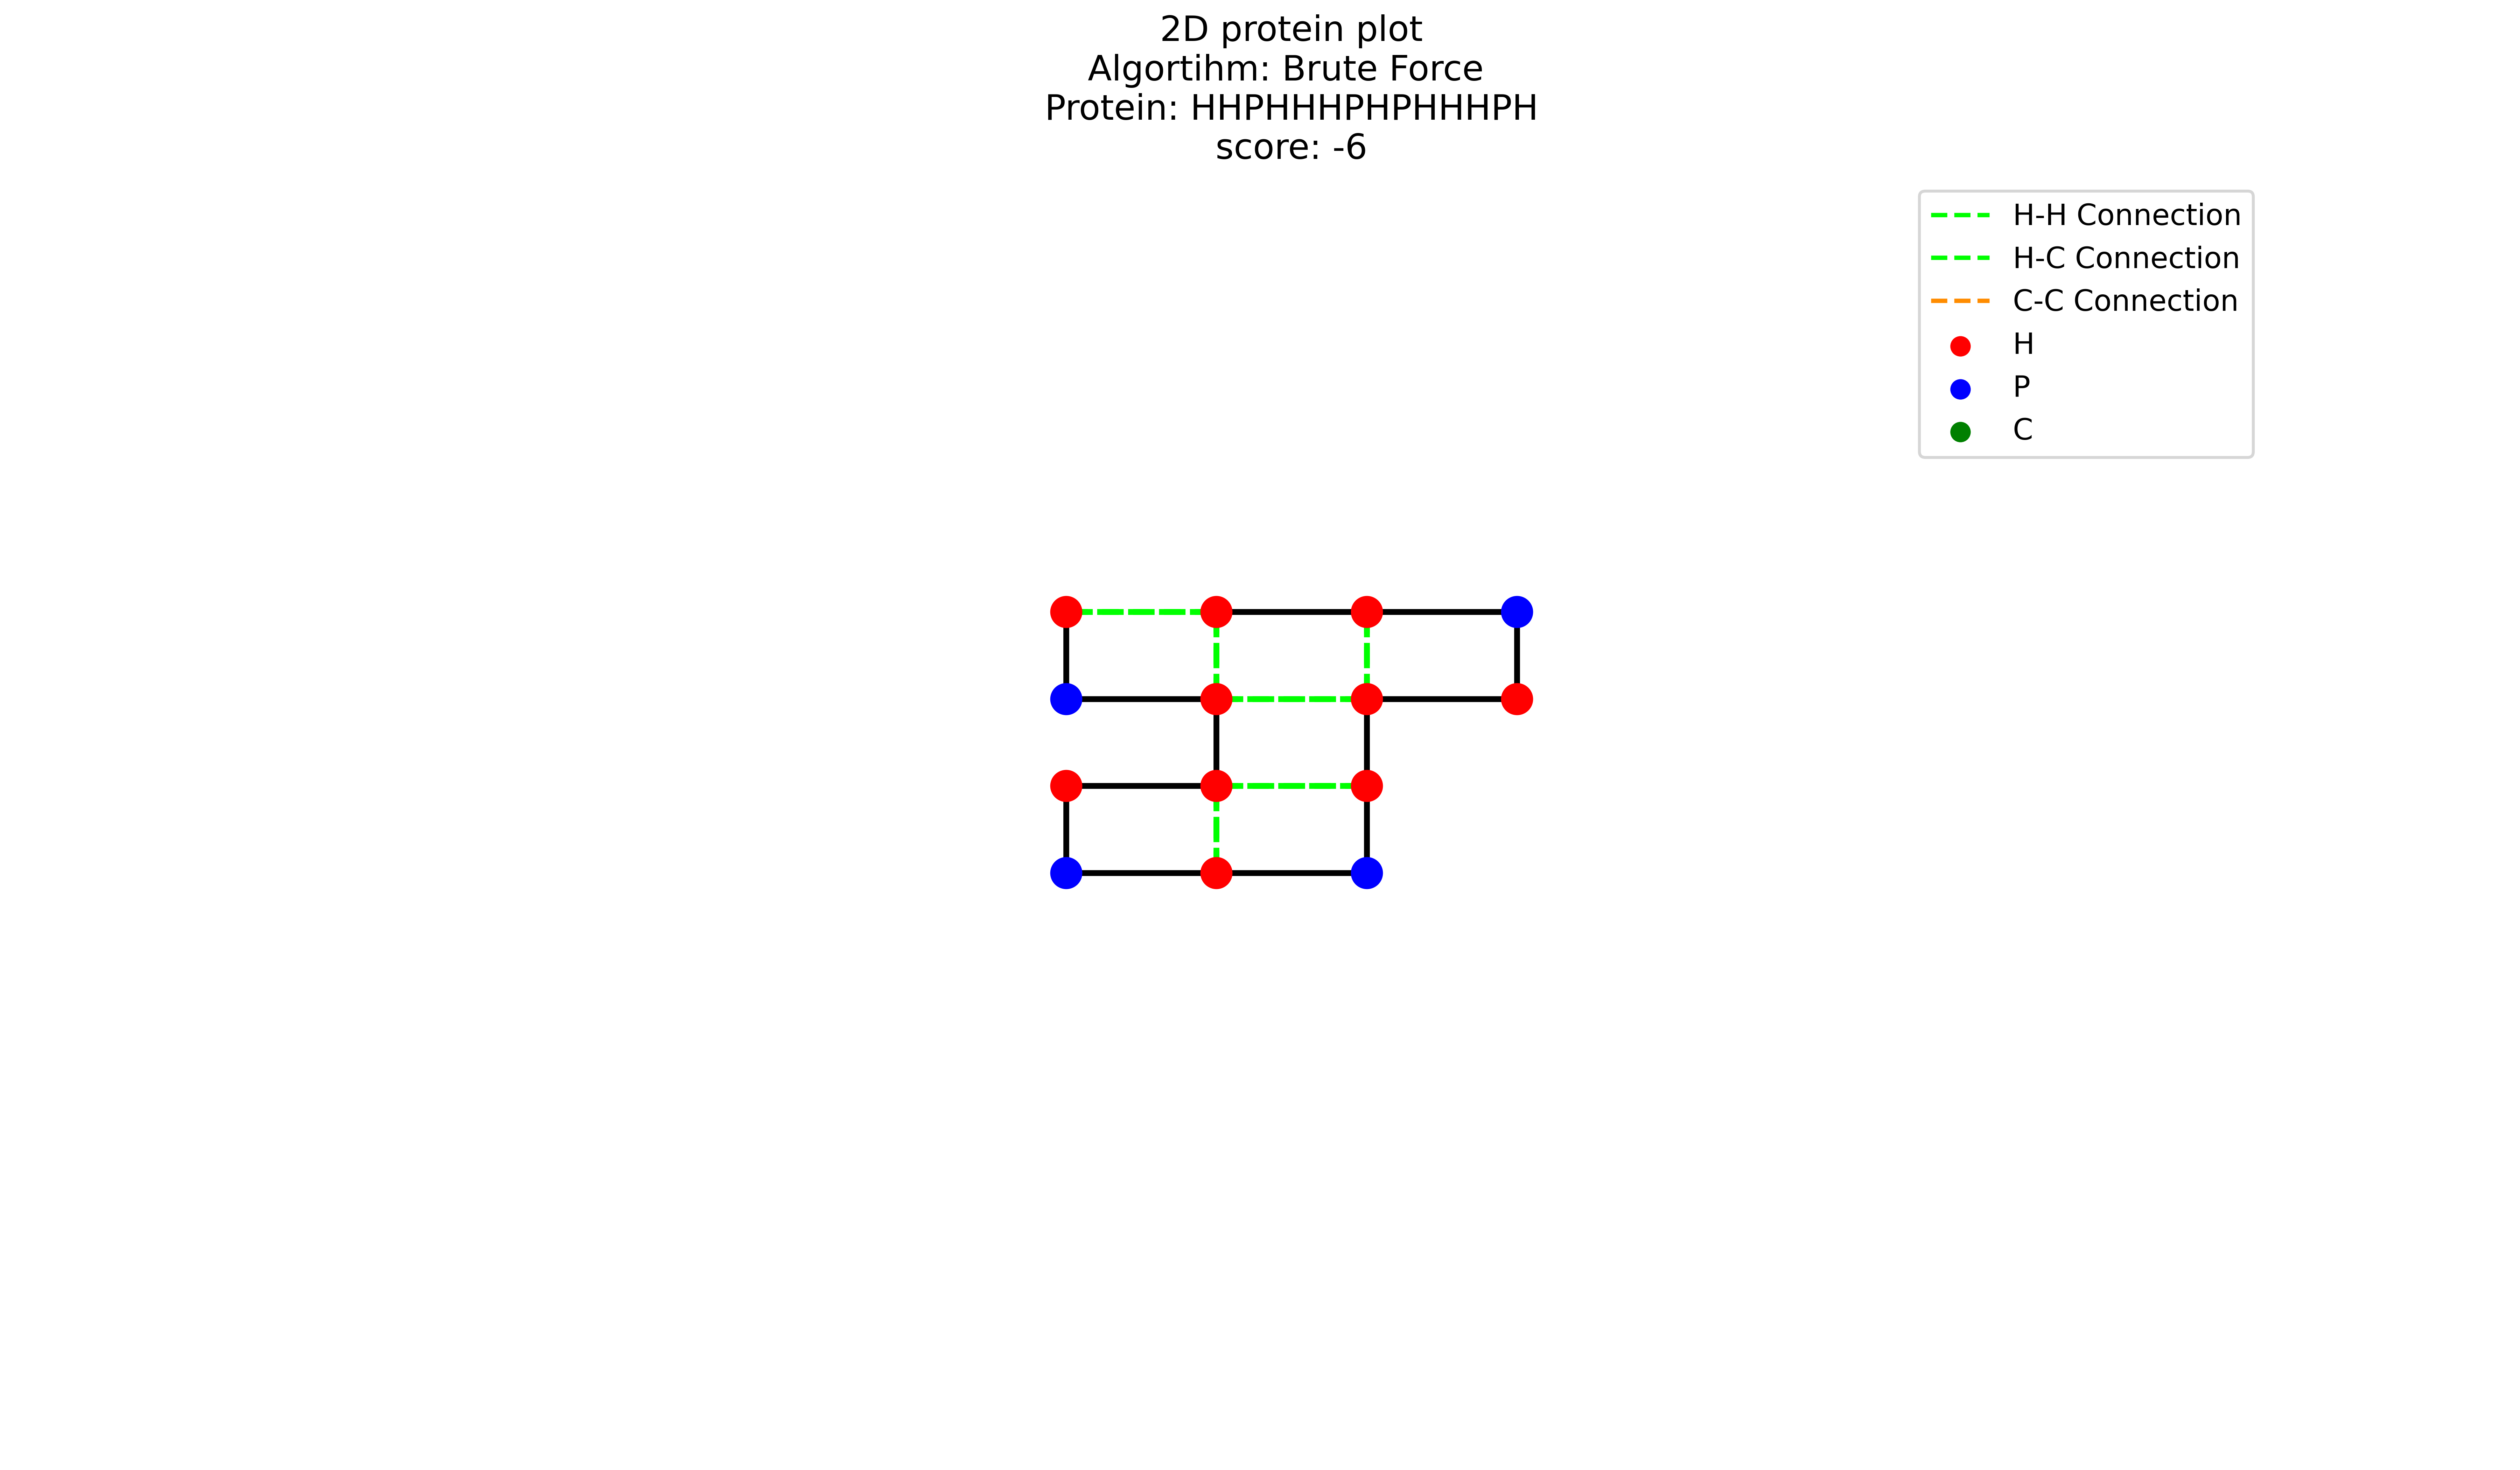 2D protein plot
Algortihm: Brute Force
Protein: HHPHHHPHPHHHPH
score: -6
H-H Connection
H-C Connection
C-C Connection
H
P
C